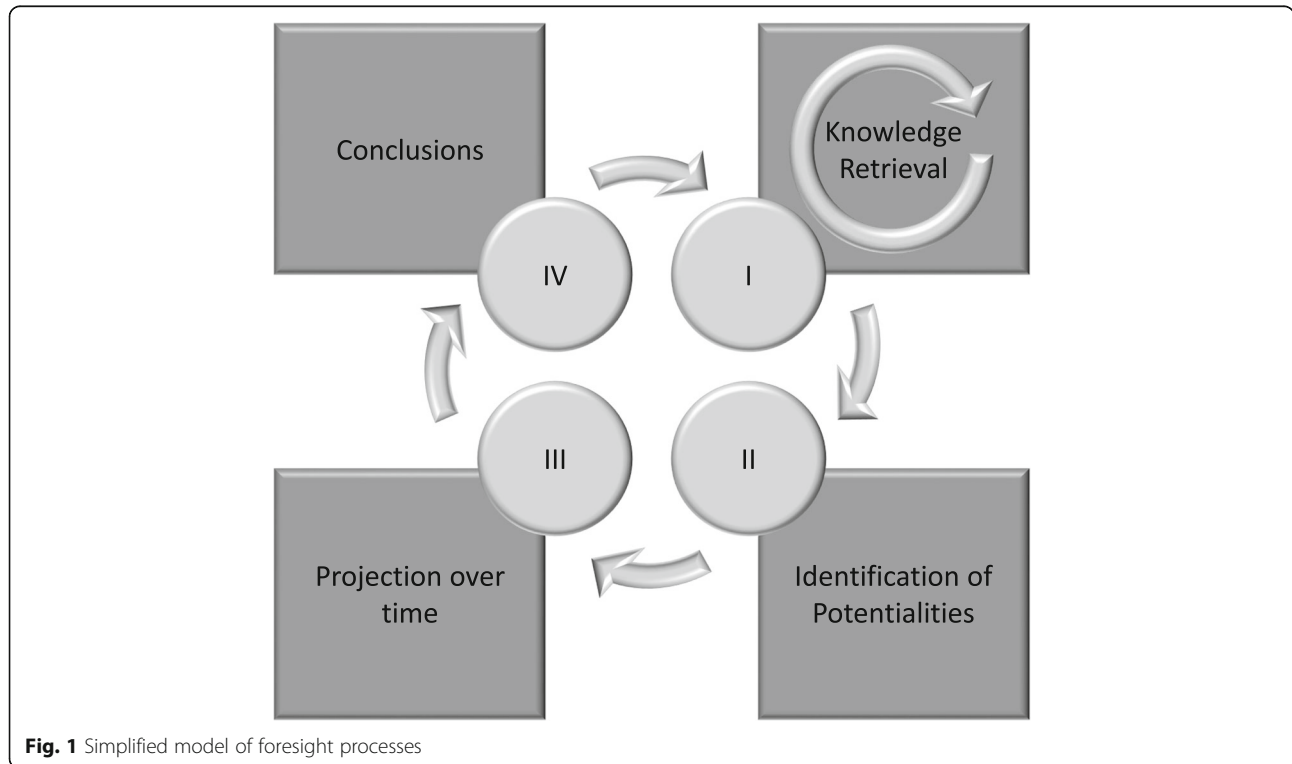 Conclusions
Knowledge
Retrieval
IV
I
III
II
Projection over
time
Identification of
Potentialities
Fig. 1 Simplified model of foresight processes